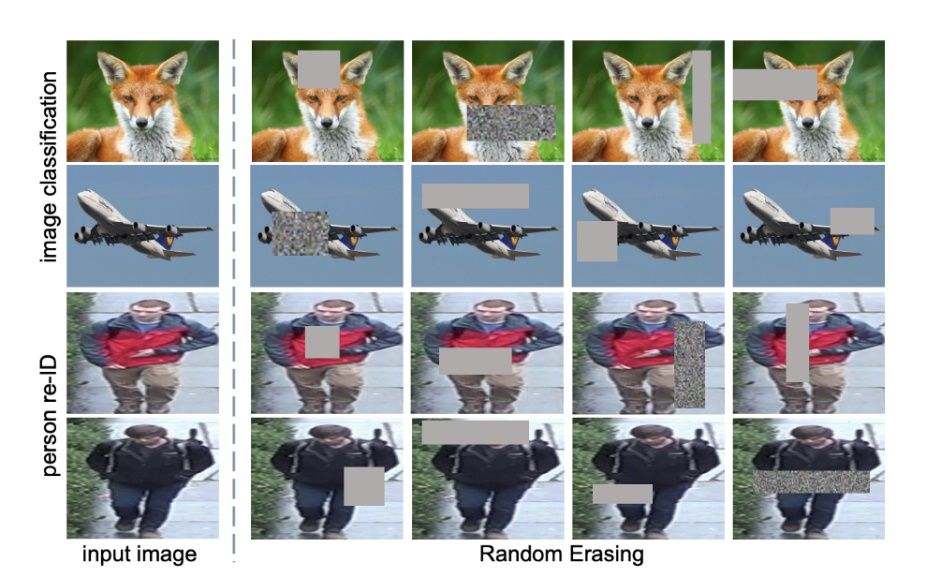 image classification
person re-ID
input image
Random Erasing